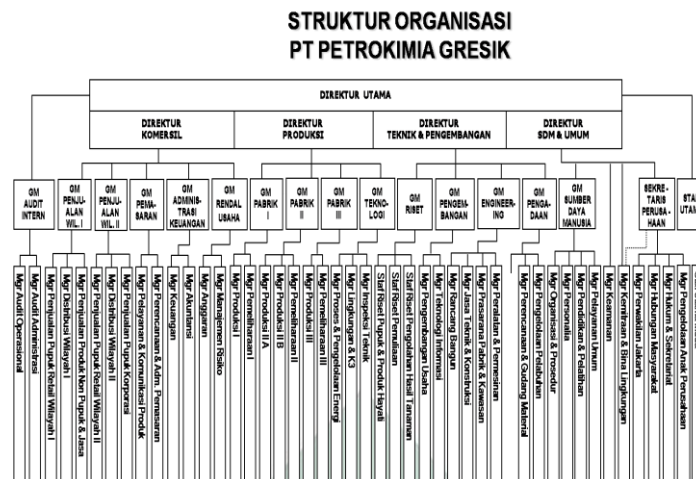 STRUKTUR ORGANISASI
PT PETROKIMIA GRESIK
DIREKTUR UTAMA
DIREKTUR
KOMERSIL
DIREKTUR
PRODUKSI
DIREKTUR
TEKNIK & PENGEMBANGAN
DIREKTUR
SDM & UMUM
GM
AUDIT
INTERN
GM
PENJU-
ALAN
WIL. I
GM
PENJU-
ALAN
WIL. II
GM
PEMA-
SARAN
GM
ADMINIS-
TRASI
KEUANGAN
GM
RENDAL
USAHA
GM
PABRIK
I
GM
PABRIK
II
GM
PABRIK
III
GM
TEKNO-
LOGI
GM
RISET
GM
PENGEM-
BANGAN
GM
ENGINEER-
ING
GM
PENGA-
DAAN
GM
SUMBER
DAYA
MANUSIA
SEKRE-
TARIS
PERUSA-
HAAN
STA
UTAM
Mgr Audit Operasional
Mgr Audit Administrasi
Mgr Penjualan Pupuk Retail Wilayah I
Mgr Distribusi Wilayah I
Mgr Penjualan Produk Non Pupuk & Jasa
Mgr Penjualan Pupuk Retail Wilayah II
Mgr Distribusi Wilayah II
Mgr Penjualan Pupuk Korporasi
Mgr Pelayanan & Komunikasi Produk
Mgr Perencanaan & Adm. Pemasaran
Mgr Keuangan
Mgr Akuntansi
Mgr Anggaran
Mgr Manajemen Risiko
Mgr Produksi I
Mgr Pemeliharaan I
Mgr Produksi II A
Mgr Produksi II B
Mgr Pemeliharaan II
Mgr Produksi III
Mgr Pemeliharaan III
Mgr Proses & Pengelolaan Energi
Mgr Lingkungan & K3
Mgr Inspeksi Teknik
Staf Riset Pupuk & Produk Hayati
Staf Riset Pemuliaan
Staf Riset Pengolahan Hasil Tanaman
Mgr Pengembangan Usaha
Mgr Teknologi Informasi
Mgr Rancang Bangun
Mgr Jasa Teknik & Konstruksi
Mgr Prasarana Pabrik & Kawasan
Mgr Peralatan & Permesinan
Mgr Perencanaan & Gudang Material
Mgr Pengelolaan Pelabuhan
Mgr Organisasi & Prosedur
Mgr Personalia
Mgr Pendidikan & Pelatihan
Mgr Pelayanan Umum
Mgr Keamanan
Mgr Kemitraan & Bina Lingkungan
Mgr Perwakilan Jakarta
Mgr Hubungan Masyarakat
Mgr Hukum & Sekretariat
Mgr Pengelolaan Anak Perusahaan